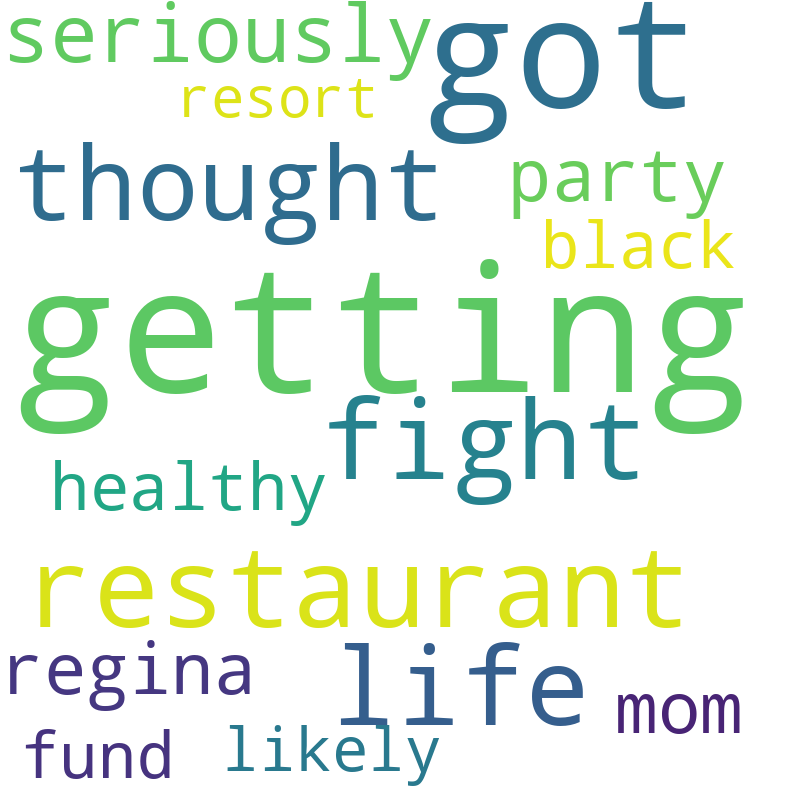 seriously got
resort
thought party
black
getting
fight
healthy
restaurant
regina life mom
fund likely